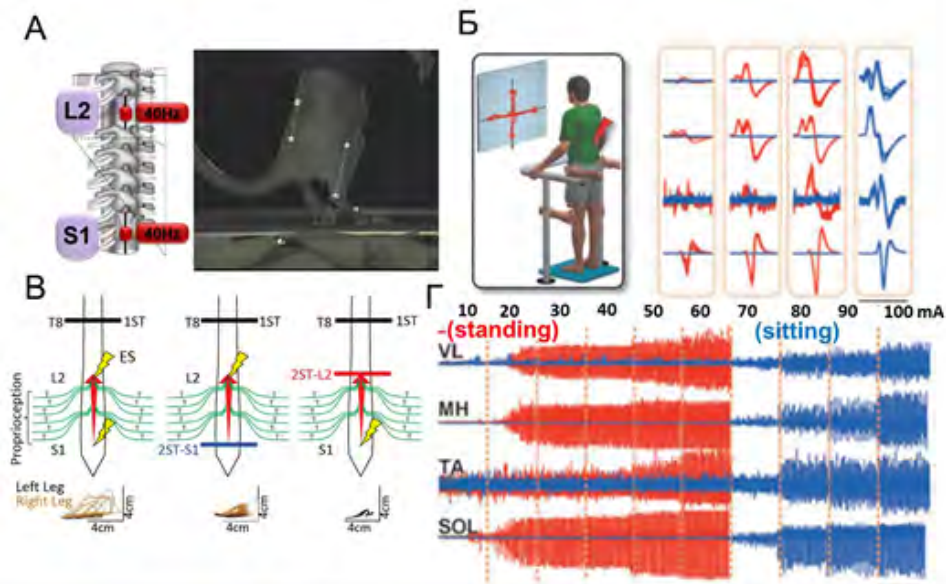 А
L2
40Hz
S1
40Hz
Б
В
T8
1ST
ES
L2
Proprioception
S1
Left Leg
Right Leg
4cm
4cm
T8
1ST
L2
2ST-S1
4cm
4cm
T8
1ST
2ST-L2
S1
4cm
4cm
Г
10 20 30 40 50 60 70 80 90 100 mA
-(standing)
(sitting)
VL
MH
TA
SOL